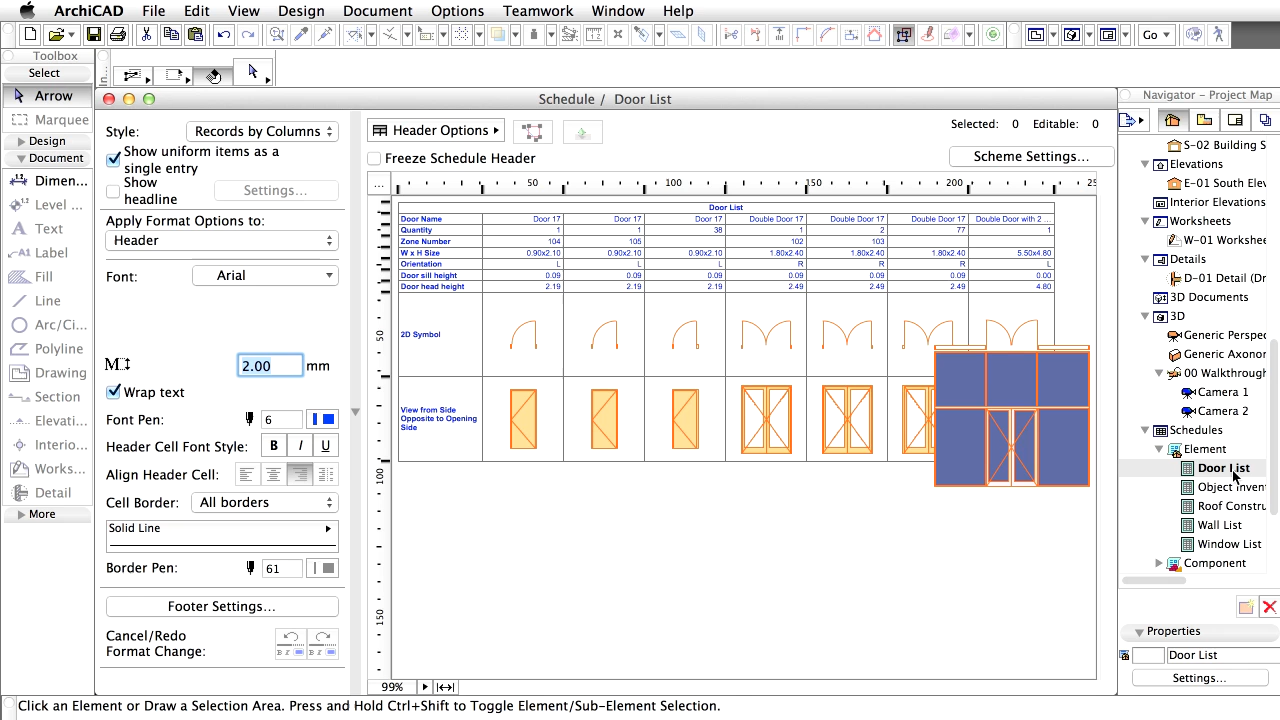 ArchiCAD File Edit View Design Document Options Teamwork Window Help
Go
Toolbox
Select
Arrow
Marquee
Design
Document
Dimen...
Level ...
Text
Label
Fill
Line
Arc/Ci...
Polyline
Drawing
Section
Elevati...
Interio...
Works...
Detail
More
Schedule / Door List
Style: Records by Columns
Show uniform items as a
single entry
Show
headline
Settings...
Apply Format Options to:
Header
Font: Arial
2.00 mm
Wrap text
Font Pen: 6
Header Cell Font Style: B I U
Align Header Cell:
Cell Border: All borders
Solid Line
Border Pen: 61
Footer Settings...
Cancel/Redo
Format Change:
Header Options
Selected: 0 Editable: 0
Freeze Schedule Header
Scheme Settings...
... 50 100 150 200 25
50
100
150
Door List
Door Name Door 17 Door 17 Door 17 Double Door 17 Double Door 17 Double Door 17 Double Door with 2 ...
Quantity 1 1 38 1 2 77 1
Zone Number 104 105 102 103
W x H Size 0.90x2.10 0.90x2.10 0.90x2.10 1.80x2.40 1.80x2.40 1.80x2.40 5.50x4.80
Orientation L L L R R R L
Door sill height 0.09 0.09 0.09 0.09 0.09 0.09 0.00
Door head height 2.19 2.19 2.19 2.49 2.49 2.49 4.80
2D Symbol
View from Side
Opposite to Opening
Side
99%
Navigator - Project Map
S-02 Building S
Elevations
E-01 South Elev
Interior Elevations
Worksheets
W-01 Workshee
Details
D-01 Detail (Dr
3D Documents
3D
Generic Perspec
Generic Axonor
00 Walkthroug
Camera 1
Camera 2
Schedules
Element
Door List
Object Invent
Roof Constru
Wall List
Window List
Component
Properties
Door List
Settings...
Click an Element or Draw a Selection Area. Press and Hold Ctrl+Shift to Toggle Element/Sub-Element Selection.